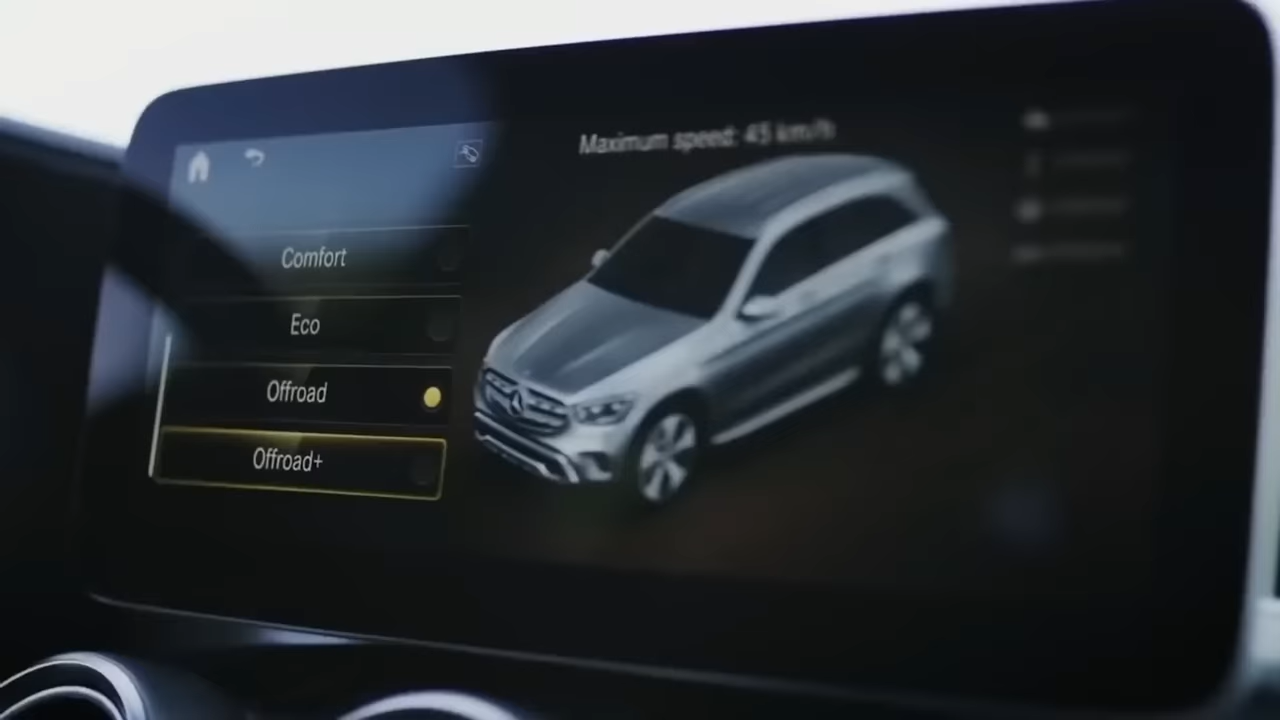 Maximum speed: 45 km/h
Comfort
Eco
Offroad
Offroad+